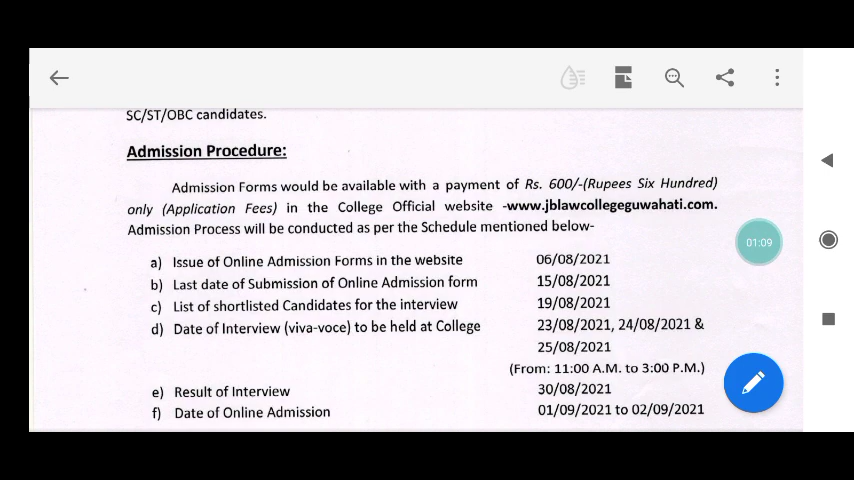 SC/ST/OBC candidates.
Admission Procedure:
Admission Forms would be available with a payment of Rs. 600/-(Rupees Six Hundred)
only (Application Fees) in the College Official website -www.jblawcollegeguwahati.com.
Admission Process will be conducted as per the Schedule mentioned below-
01:09
a) Issue of Online Admission Forms in the website 06/08/2021
b) Last date of Submission of Online Admission form 15/08/2021
c) List of shortlisted Candidates for the interview 19/08/2021
d) Date of Interview (viva-voce) to be held at College 23/08/2021, 24/08/2021 &
25/08/2021
(From: 11:00 A.M. to 3:00 P.M.)
e) Result of Interview 30/08/2021
f) Date of Online Admission 01/09/2021 to 02/09/2021